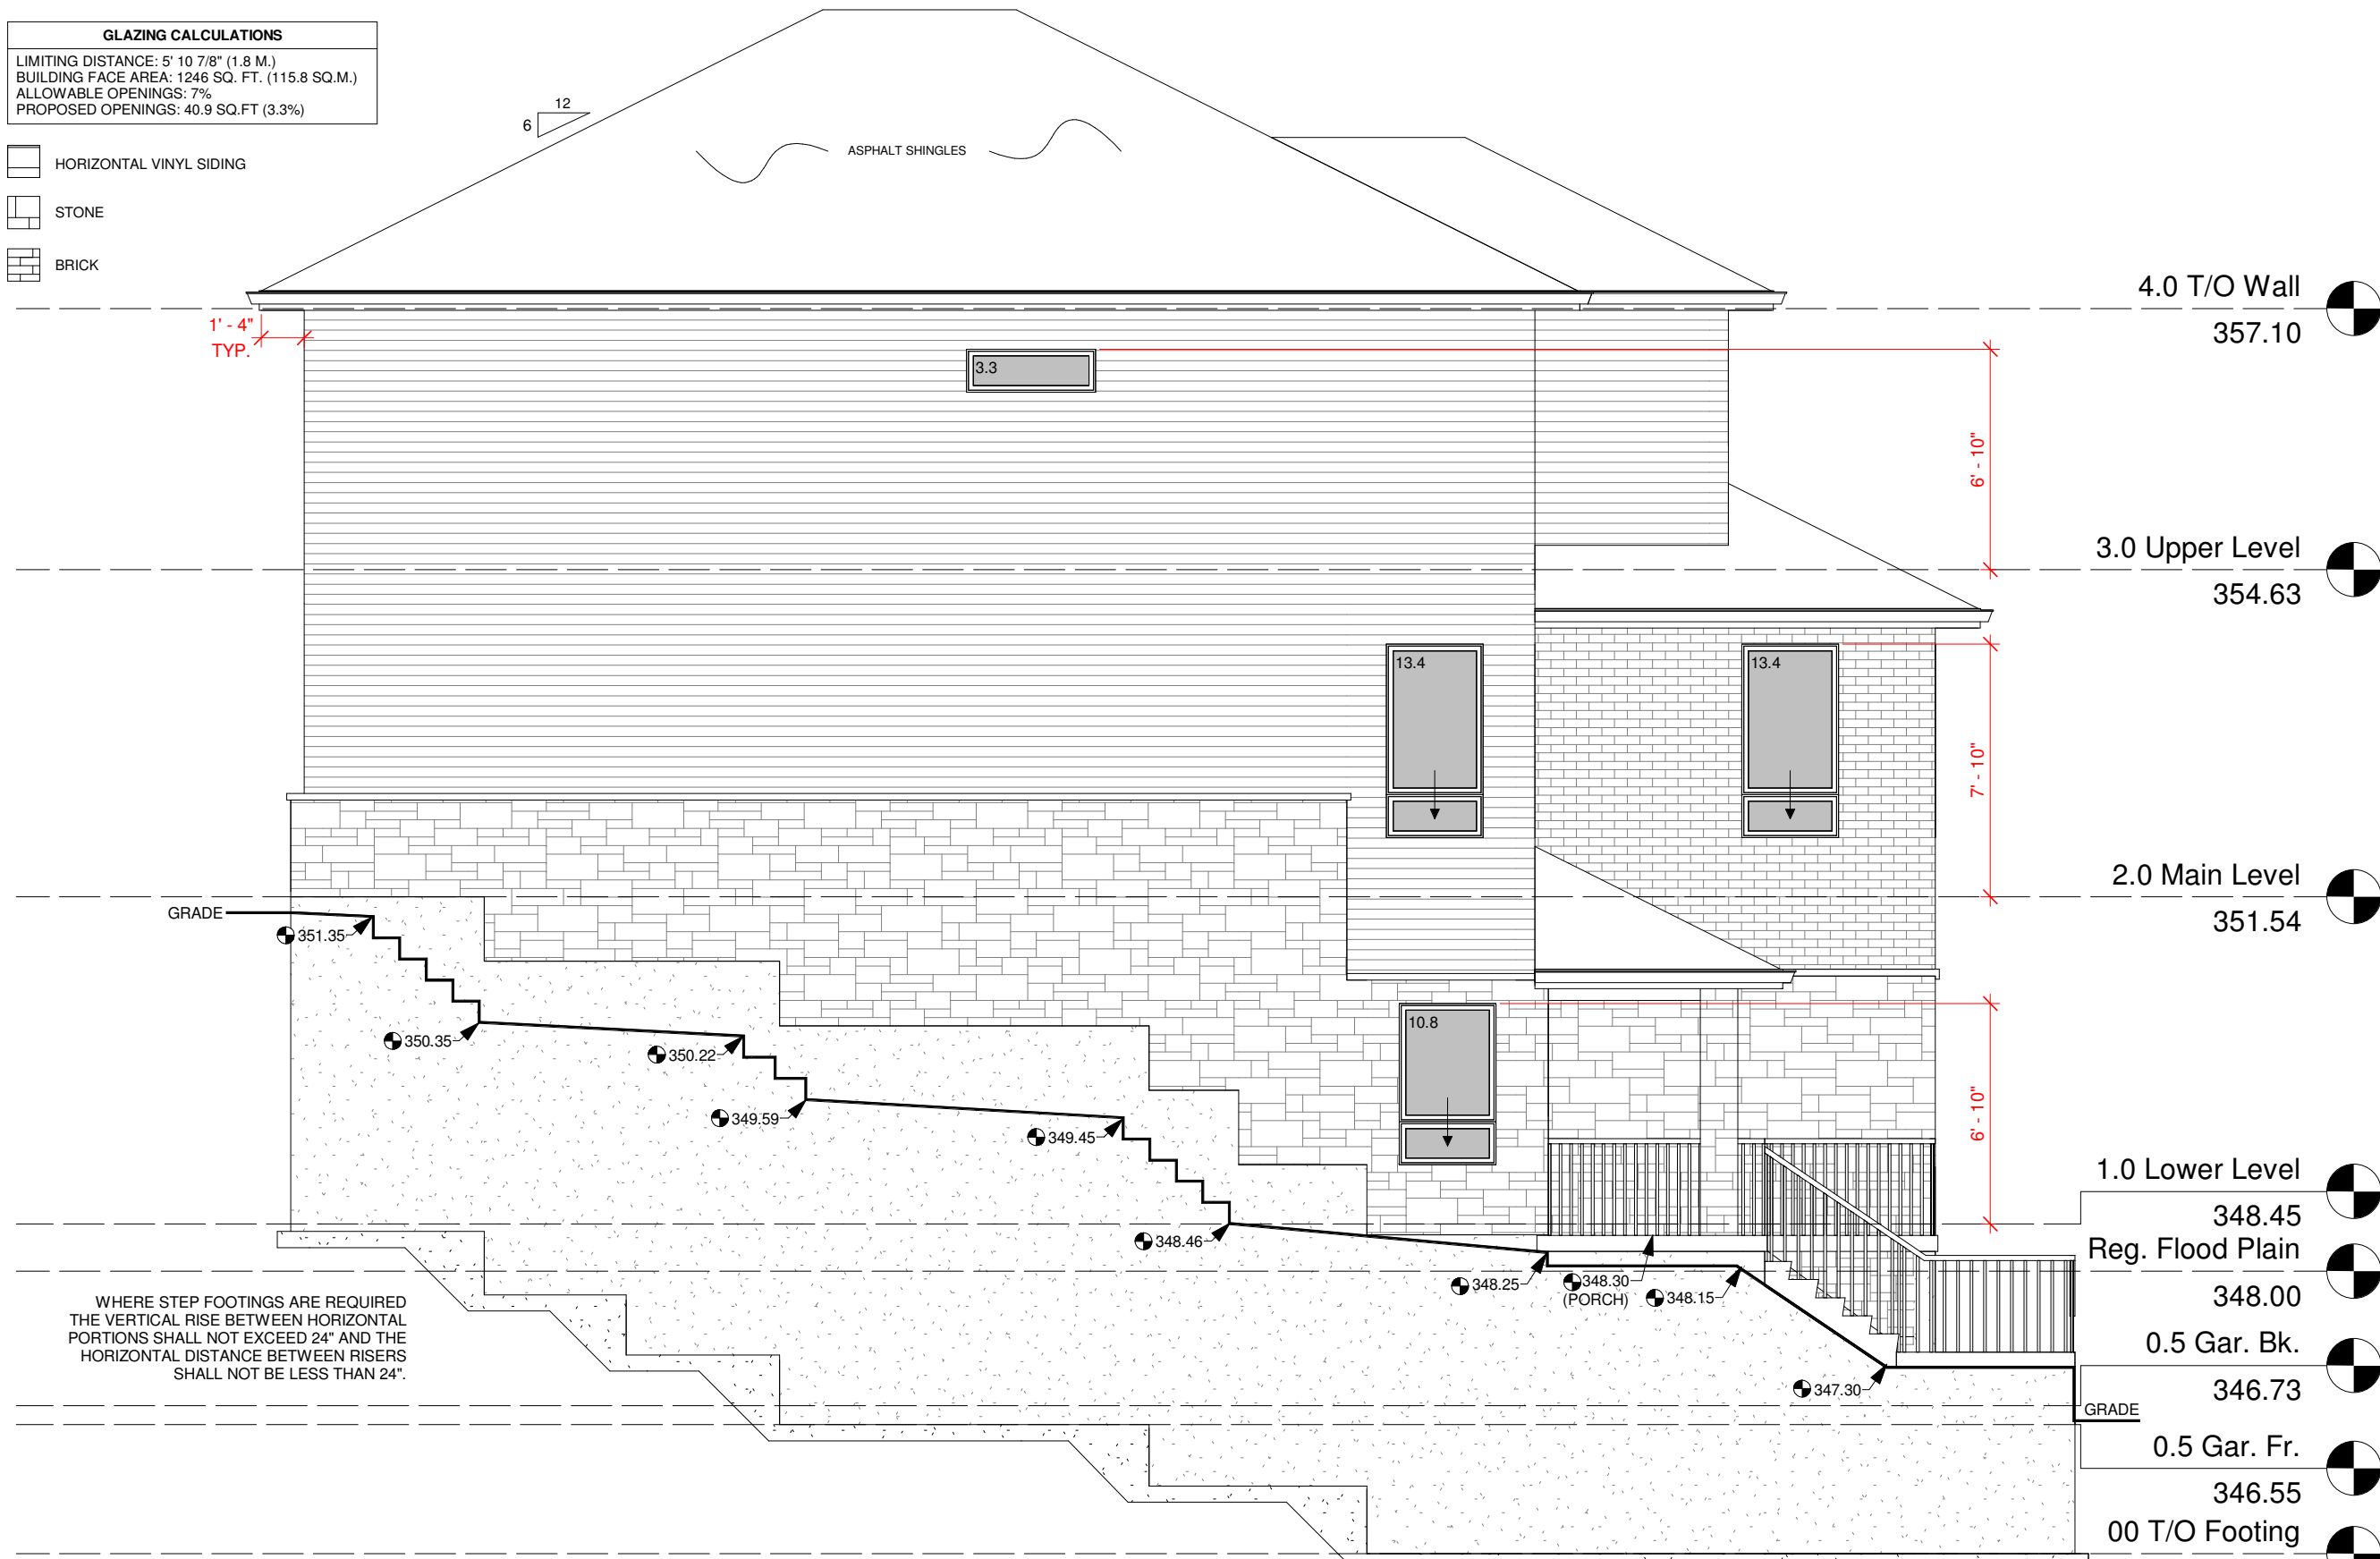 GLAZING CALCULATIONS
LIMITING DISTANCE: 5' 10 7/8" (1.8 M.)
BUILDING FACE AREA: 1246 SQ. FT. (115.8 SQ.M.)
ALLOWABLE OPENINGS: 7%
PROPOSED OPENINGS: 40.9 SQ.FT (3.3%)
HORIZONTAL VINYL SIDING
STONE
BRICK
12
6
ASPHALT SHINGLES
1' - 4"
TYP.
3.3
4.0 T/O Wall
357.10
6' - 10"
3.0 Upper Level
354.63
13.4
13.4
7' - 10"
2.0 Main Level
351.54
GRADE
351.35
350.35
350.22
349.59
349.45
348.46
10.8
6' - 10"
348.25
348.30
(PORCH)
348.15
347.30
1.0 Lower Level
348.45
Reg. Flood Plain
348.00
0.5 Gar. Bk.
346.73
GRADE
0.5 Gar. Fr.
346.55
00 T/O Footing
WHERE STEP FOOTINGS ARE REQUIRED
THE VERTICAL RISE BETWEEN HORIZONTAL
PORTIONS SHALL NOT EXCEED 24" AND THE
HORIZONTAL DISTANCE BETWEEN RISERS
SHALL NOT BE LESS THAN 24".